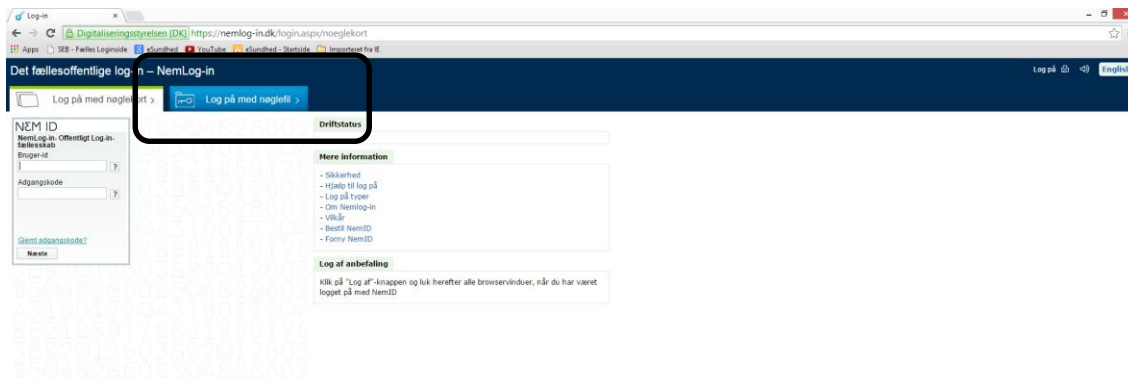 Log-in
Digitaliseringsstyrelsen [DK] https://nemlog-in.dk/login.aspx/noeglekort
Apps SEB - Fælles Loginside eSundhed YouTube eSundhed - Startside Importeret fra IE
Det fællesoffentlige log-in – NemLog-in
Log på
English
Log på med nøglekort >
Log på med nøglefil >
NEM ID
NemLog-in- Offentligt Log-in-
fællesskab
Bruger-id
?
Adgangskode
?
Glemt adgangskode?
Næste
Driftstatus
Mere information
- Sikkerhed
- Hjælp til log på
- Log på typer
- Om Nemlog-in
- Vilkår
- Bestil NemID
- Forny NemID
Log af anbefaling
Klik på "Log af"-knappen og luk herefter alle browservinduer, når du har været
logget på med NemID